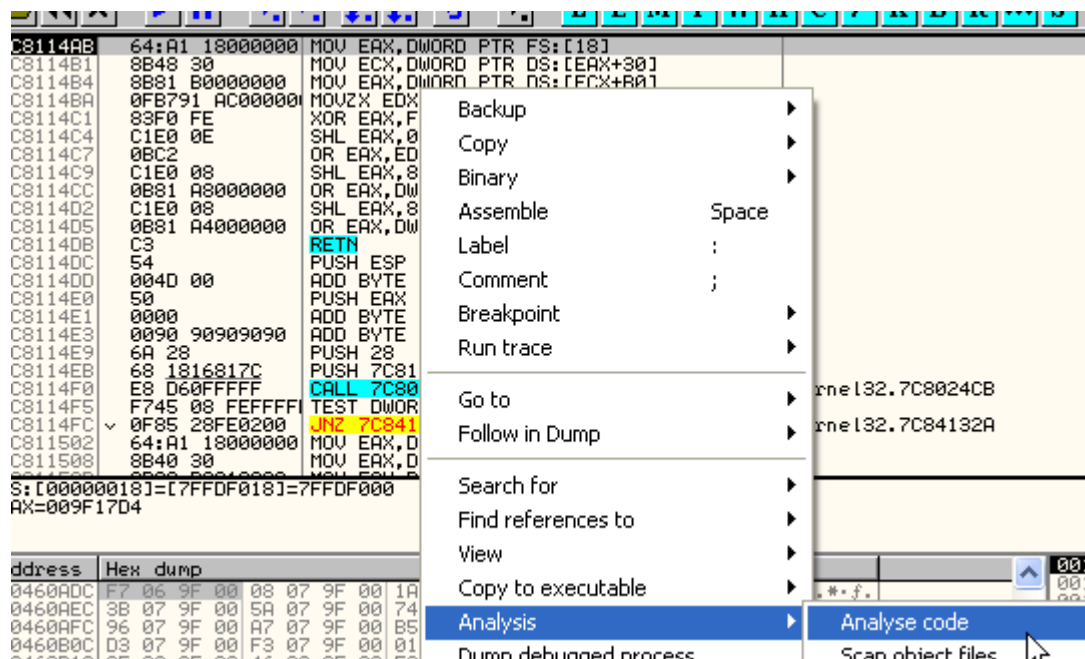 C8114AB 64:A1 18000000 MOV EAX,DWORD PTR FS:[18]
C8114B1 8B48 30 MOV ECX,DWORD PTR DS:[EAX+30]
C8114B4 8B81 B0000000 MOV EAX,DWORD PTR DS:[ECX+B0]
C8114BA 0FB791 AC00000 MOVZX EDX
C8114C1 83F0 FE XOR EAX,F
C8114C4 C1E0 0E SHL EAX,0
C8114C7 0BC2 OR EAX,ED
C8114C9 C1E0 08 SHL EAX,8
C8114CC 0B81 A8000000 OR EAX,DW
C8114D2 C1E0 08 SHL EAX,8
C8114D5 0B81 A4000000 OR EAX,DW
C8114DB C3 RETN
C8114DC 54 PUSH ESP
C8114DD 004D 00 ADD BYTE
C8114E0 50 PUSH EAX
C8114E1 0000 ADD BYTE
C8114E3 0090 90909090 ADD BYTE
C8114E9 6A 28 PUSH 28
C8114EB 68 1816817C PUSH 7C81
C8114F0 E8 D60FFFFF CALL 7C80 rnel32.7C8024CB
C8114F5 F745 08 FEFFFF TEST DWOR
C8114FC 0F85 28FE0200 JNZ 7C841 rnel32.7C84132A
C811502 64:A1 18000000 MOV EAX,D
C811508 8B40 30 MOV EAX,D
S:[00000018]=[7FFDF018]=7FFDF000
AX=009F17D4
ddress Hex dump
0460ADC F7 06 9F 00 08 07 9F 00 1A
0460AEC 3B 07 9F 00 5A 07 9F 00 74
0460AFC 96 07 9F 00 A7 07 9F 00 B5
0460B0C D3 07 9F 00 F3 07 9F 00 01
Backup
Copy
Binary
Assemble Space
Label :
Comment ;
Breakpoint
Run trace
Go to
Follow in Dump
Search for
Find references to
View
Copy to executable
Analysis
Dump debugged process
Analyse code
Scan object files